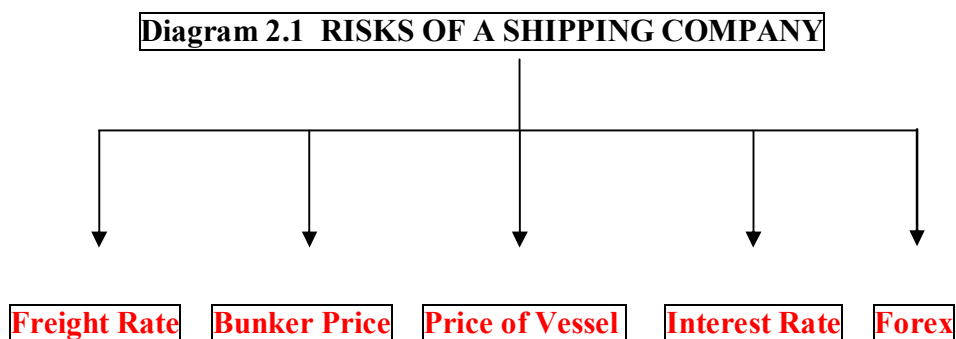 Diagram 2.1 RISKS OF A SHIPPING COMPANY
Freight Rate Bunker Price Price of Vessel Interest Rate Forex